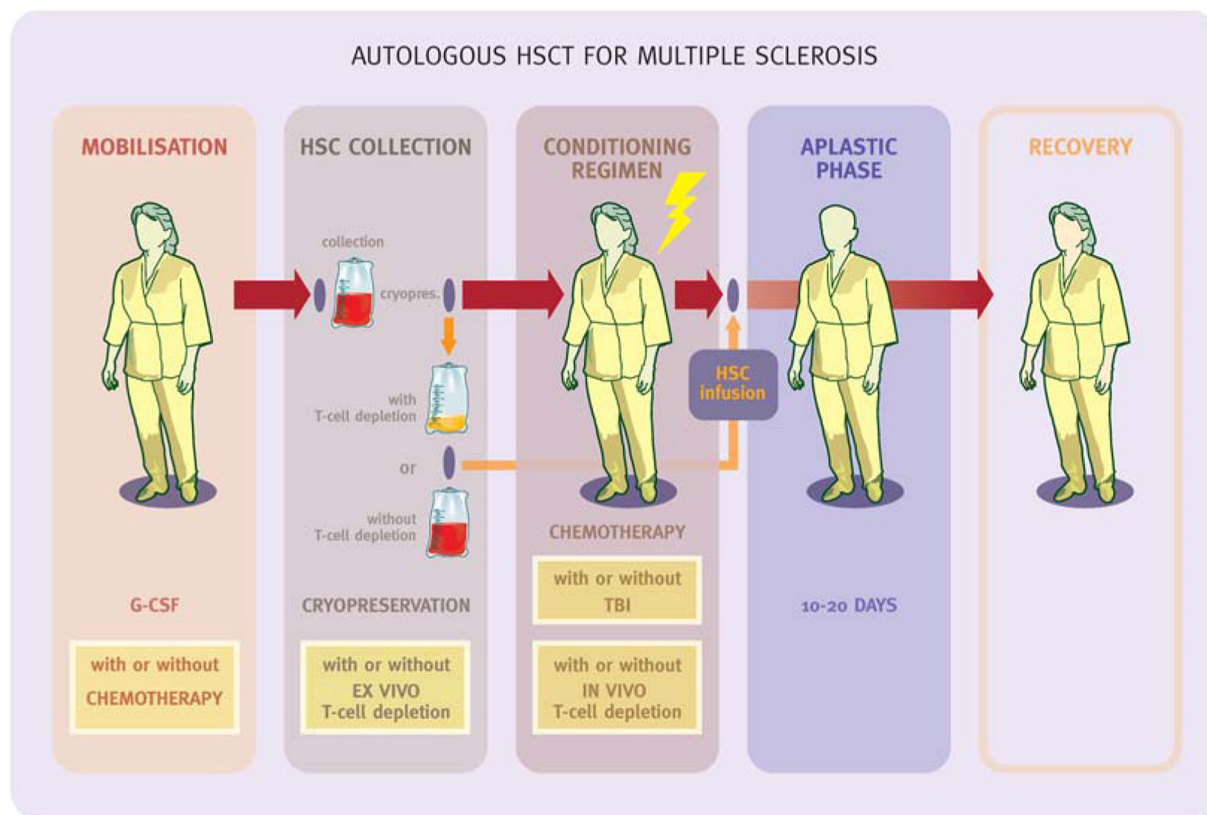 AUTOLOGOUS HSCT FOR MULTIPLE SCLEROSIS
MOBILISATION
G-CSF
with or without
CHEMOTHERAPY
HSC COLLECTION
collection
cryopres.
with
T-cell depletion
or
without
T-cell depletion
CRYOPRESERVATION
with or without
EX VIVO
T-cell depletion
CONDITIONING
REGIMEN
CHEMOTHERAPY
with or without
TBI
with or without
IN VIVO
T-cell depletion
HSC
infusion
APLASTIC
PHASE
10-20 DAYS
RECOVERY